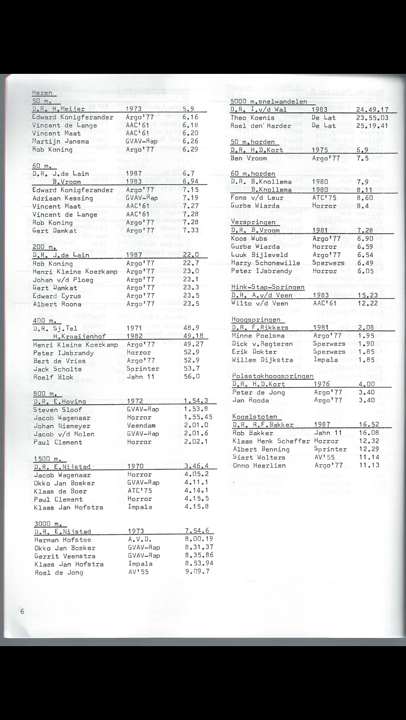 Heren
50 m.
D.R. H.Meijer 1973 5,9
Edward Konigferander Argo'77 6,16
Vincent de Lange AAC'61 6,18
Vincent Maat AAC'61 6,20
Martijn Jansma GVAV-Rap 6,26
Rob Koning Argo'77 6,29
60 m.
D.R. J.de Lain 1987 6,7
B.Vroom 1983 6,94
Edward Konigferander Argo'77 7,15
Adriaan Kessing GVAV-Rap 7,19
Vincent Maat AAC'61 7,27
Vincent de Lange AAC'61 7,28
Rob Koning Argo'77 7,28
Gert Damkat Argo'77 7,33
200 m.
D.R. J.de Lain 1987 22,0
Rob Koning Argo'77 22,7
Henri Kleine Koerkamp Argo'77 23,0
Johan v/d Ploeg Argo'77 23,1
Gert Damkat Argo'77 23,3
Edward Cyrus Argo'77 23,5
Albert Roona Argo'77 23,5
400 m.
D.R. Sj.Tel 1971 48,9
H.Kraaijenhof 1982 49,18
Henri Kleine Koerkamp Argo'77 49,27
Peter IJsbrandy Horror 52,9
Bert de Vries Argo'77 52,9
Jack Scholte Sprinter 53,7
Roelf Blok Jahn 11 56,0
800 m.
D.R. E.Hoving 1972 1.54,3
Steven Sloof GVAV-Rap 1.53,8
Jacob Wagenaar Horror 1.55,45
Johan Niemeyer Veendam 2.01,0
Jacob v/d Molen GVAV-Rap 2.01,6
Paul Clement Horror 2.02,1
1500 m.
D.R. E.Nijstad 1970 3.46,4
Jacob Wagenaar Horror 4.05,2
Okko Jan Bosker GVAV-Rap 4.11,1
Klaas de Boer ATC'75 4.14,1
Paul Clement Horror 4.15,5
Klaas Jan Hofstra Impala 4.15,8
3000 m.
D.R. E.Nijstad 1973 7.54,6
Herman Hofstee A.V.D. 8.00,19
Okko Jan Bosker GVAV-Rap 8.31,37
Gerrit Veenstra GVAV-Rap 8.35,86
Klaas Jan Hofstra Impala 8.53,94
Roel de Jong AV'55 9.09,7
6
5000 m.snelwandelen
D.R. I.v/d Wal 1983 24,49,17
Theo Koenis De Lat 23,55,03
Roel den Harder De Lat 25,19,41
50 m.horden
D.R. H.D.Kort 1975 6,9
Ben Vroom Argo'77 7,5
60 m.horden
D.R. B.Knollema 1980 7,9
B.Knollema 1980 8,11
Fons v/d Leur ATC'75 8,60
Gurbe Wiarda Horror 8,4
Verspringen
D.R. B.Vroom 1981 7,28
Koos Wubs Argo'77 6,90
Gurbe Wiarda Horror 6,59
Luuk Bijleveld Argo'77 6,54
Harry Schonewille Sperwers 6,49
Peter IJsbrandy Horror 6,05
Hink-Stap-Springen
D.R. A.v/d Veen 1983 15,23
Wilto v/d Veen AAC'61 12,22
Hoogspringen
D.R. F.Rikkers 1981 2,08
Minne Poelsma Argo'77 1,95
Dick v.Regteren Sperwers 1,90
Erik Dokter Sperwers 1,85
Willem Dijkstra Impala 1,85
Polsstokhoogspringen
D.R. H.D.Kort 1976 4,00
Peter de Jong Argo'77 3,40
Jan Rooda Argo'77 3,40
Kogelstoten
D.R. R.F.Bakker 1987 16,52
Rob Bakker Jahn 11 16,08
Klaas Henk Scheffer Horror 12,32
Albert Benning Sprinter 12,29
Siert Wolters AV'55 11,14
Onno Heerlien Argo'77 11,13